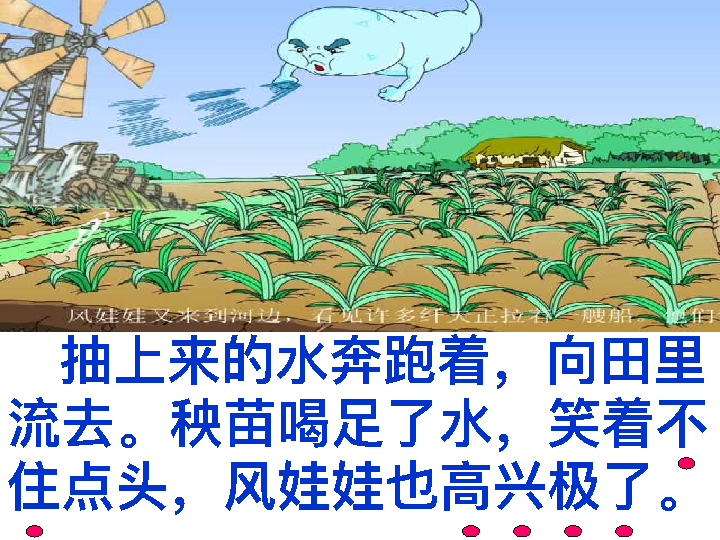 风娃娃又来到河边，看见许多纤夫正拉着一艘船。他们
抽上来的水奔跑着，向田里
流去。秧苗喝足了水，笑着不
住点头，风娃娃也高兴极了。